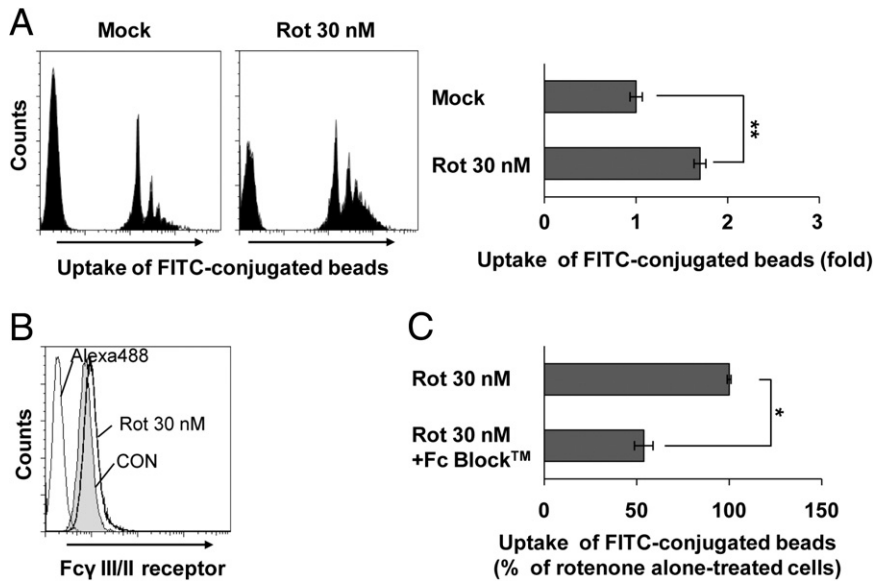 A
Mock
Rot 30 nM
Counts
Uptake of FITC-conjugated beads
Mock
Rot 30 nM
**
0 1 2 3
Uptake of FITC-conjugated beads (fold)
B
Alexa488
Rot 30 nM
CON
Counts
Fcγ III/II receptor
C
Rot 30 nM
Rot 30 nM
+Fc Block™
*
0 50 100 150
Uptake of FITC-conjugated beads
(% of rotenone alone-treated cells)